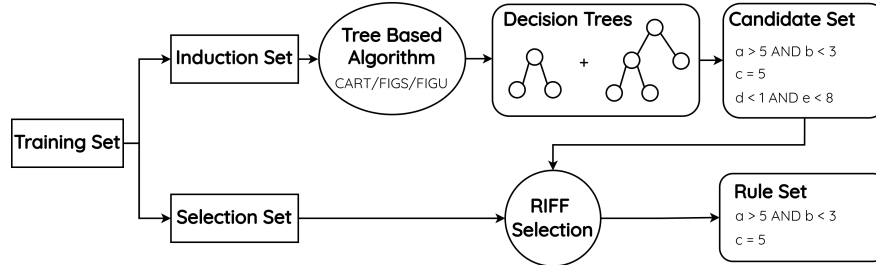 Training Set
Induction Set
Tree Based
Algorithm
CART/FIGS/FIGU
Decision Trees
+
Candidate Set
a > 5 AND b < 3
c = 5
d < 1 AND e < 8
Selection Set
RIFF
Selection
Rule Set
a > 5 AND b < 3
c = 5